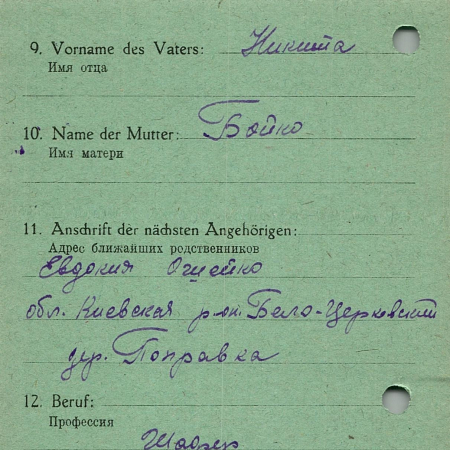 9. Vorname des Vaters: Никита
Имя отца
10. Name der Mutter: Бойко
Имя матери
11. Anschrift der nächsten Angehörigen:
Адрес ближайших родственников
Евдокия
обл. Киевская р-он. Бело-Церковский
дер. Поправка
12. Beruf:
Профессия